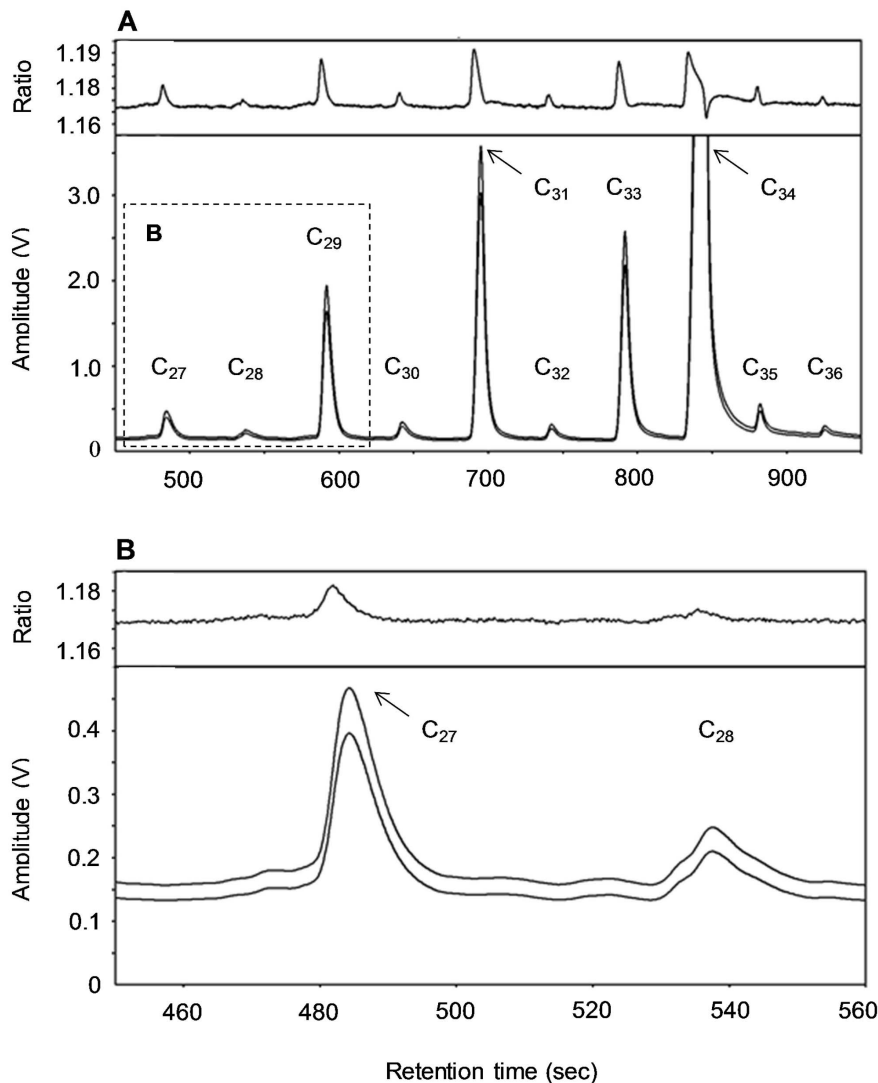 A
Ratio
1.19
1.18
1.16
Amplitude (V)
3.0
2.0
1.0
0
B
C27
C28
C29
C30
C31
C32
C33
C34
C35
C36
500
600
700
800
900
B
Ratio
1.18
1.16
Amplitude (V)
0.4
0.3
0.2
0.1
0
C27
C28
460
480
500
520
540
560
Retention time (sec)